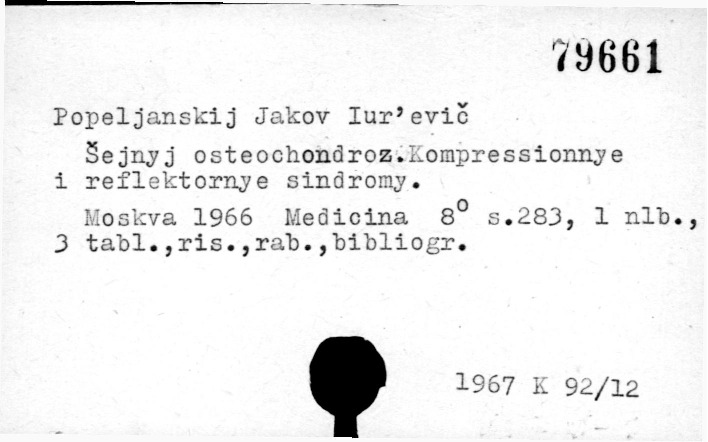 79661
Popeljanskij Jakov Iur'evič
Šejnyj osteochondroz.Kompressionnye
i reflektornye sindromy.
Moskva 1966 Medicina 8° s.283, 1 nlb.,
3 tabl.,ris.,rab.,bibliogr.
1967 K 92/12